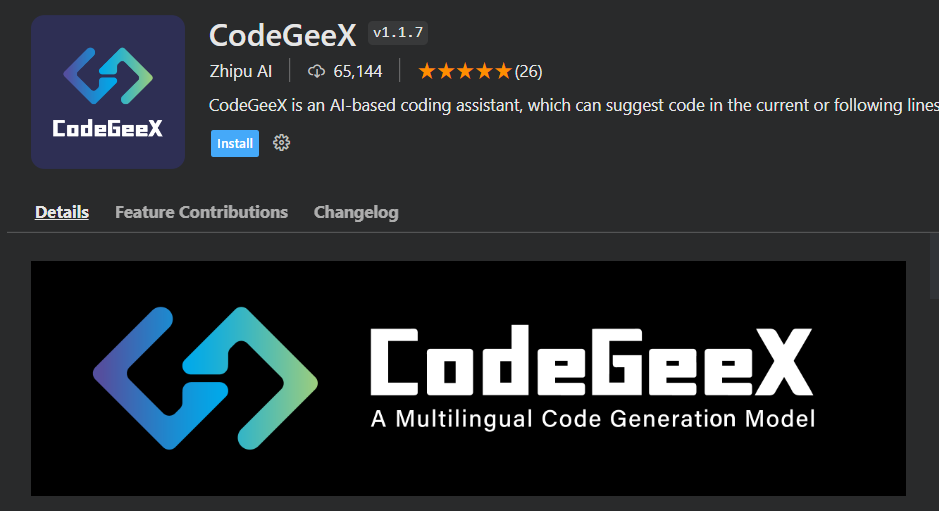 CodeGeeX v1.1.7
Zhipu AI 65,144 (26)
CodeGeeX is an AI-based coding assistant, which can suggest code in the current or following lines
CodeGeeX
Install
Details Feature Contributions Changelog
CodeGeeX
A Multilingual Code Generation Model